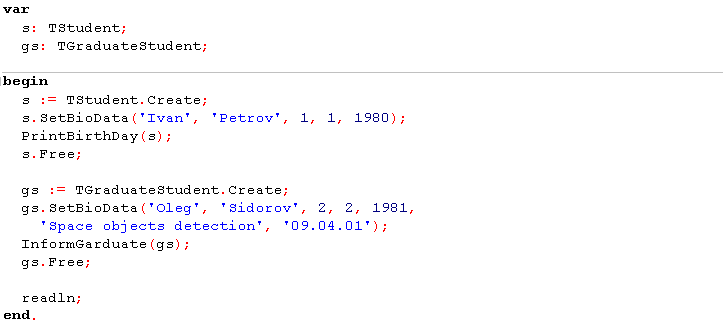 var
  s: TStudent;
  gs: TGraduateStudent;
begin
  s := TStudent.Create;
  s.SetBioData('Ivan', 'Petrov', 1, 1, 1980);
  PrintBirthDay(s);
  s.Free;
  gs := TGraduateStudent.Create;
  gs.SetBioData('Oleg', 'Sidorov', 2, 2, 1981,
    'Space objects detection', '09.04.01');
  InformGarduate(gs);
  gs.Free;
  readln;
end.